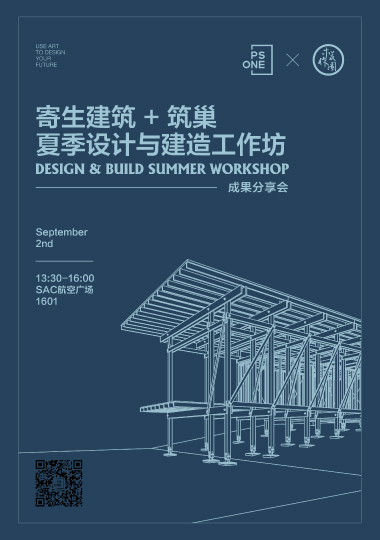 USE ART
TO DESIGN
YOUR
FUTURE
PS
ONE
寄生建筑 + 筑巢
夏季设计与建造工作坊
DESIGN & BUILD SUMMER WORKSHOP
成果分享会
September
2nd
13:30-16:00
SAC航空广场
1601